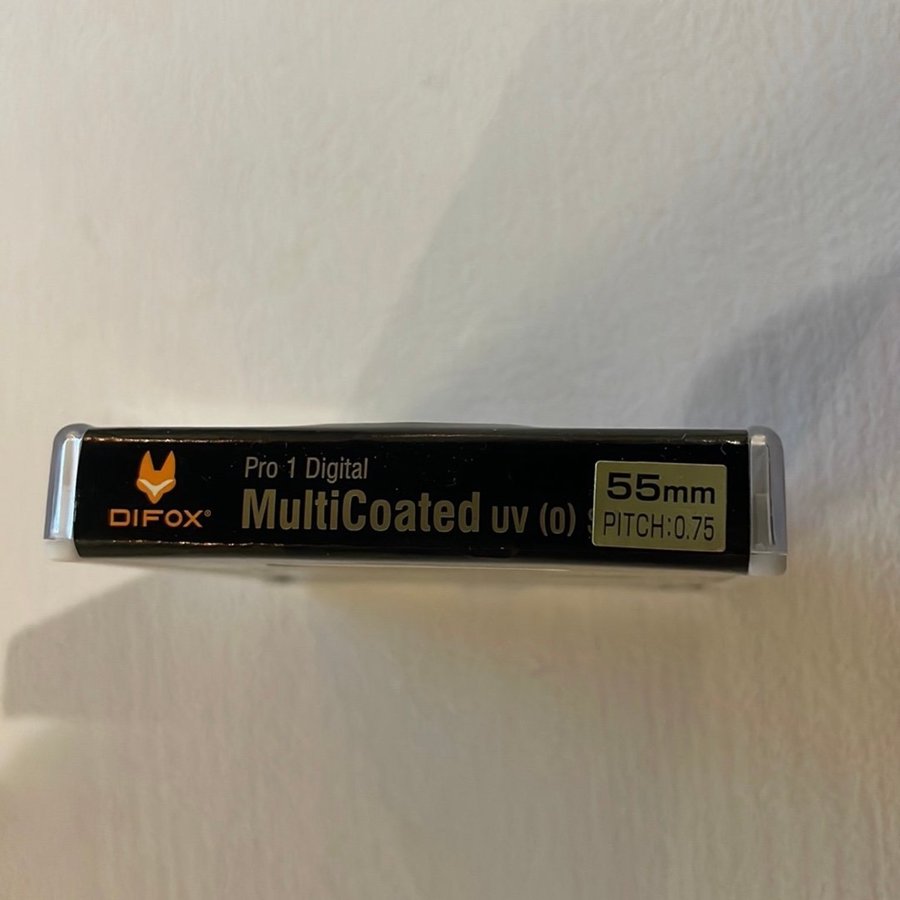 DIFOX®
Pro 1 Digital
MultiCoated UV (0)
55mm
PITCH:0.75